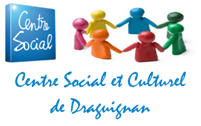 Centre
Social
Centre Social et Culturel
de Draguignan